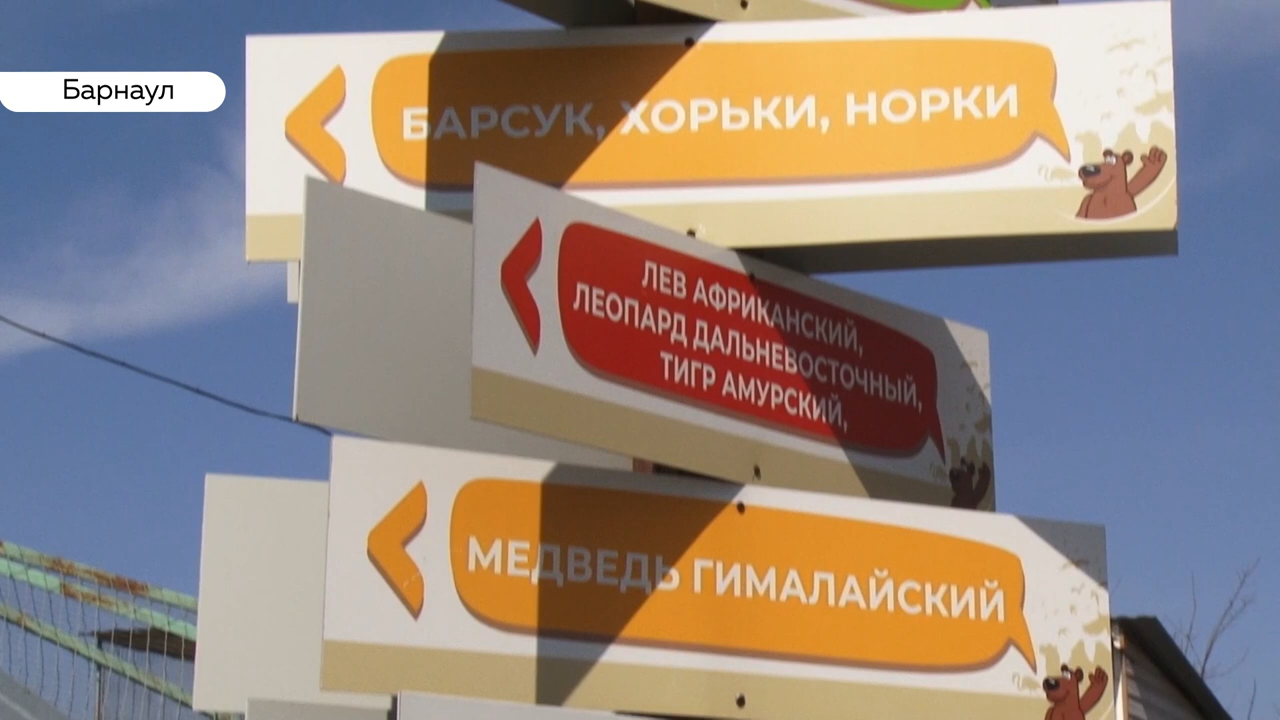 Барнаул
БАРСУК, ХОРЬКИ, НОРКИ
ЛЕВ АФРИКАНСКИЙ,
ЛЕОПАРД ДАЛЬНЕВОСТОЧНЫЙ,
ТИГР АМУРСКИЙ,
МЕДВЕДЬ ГИМАЛАЙСКИЙ